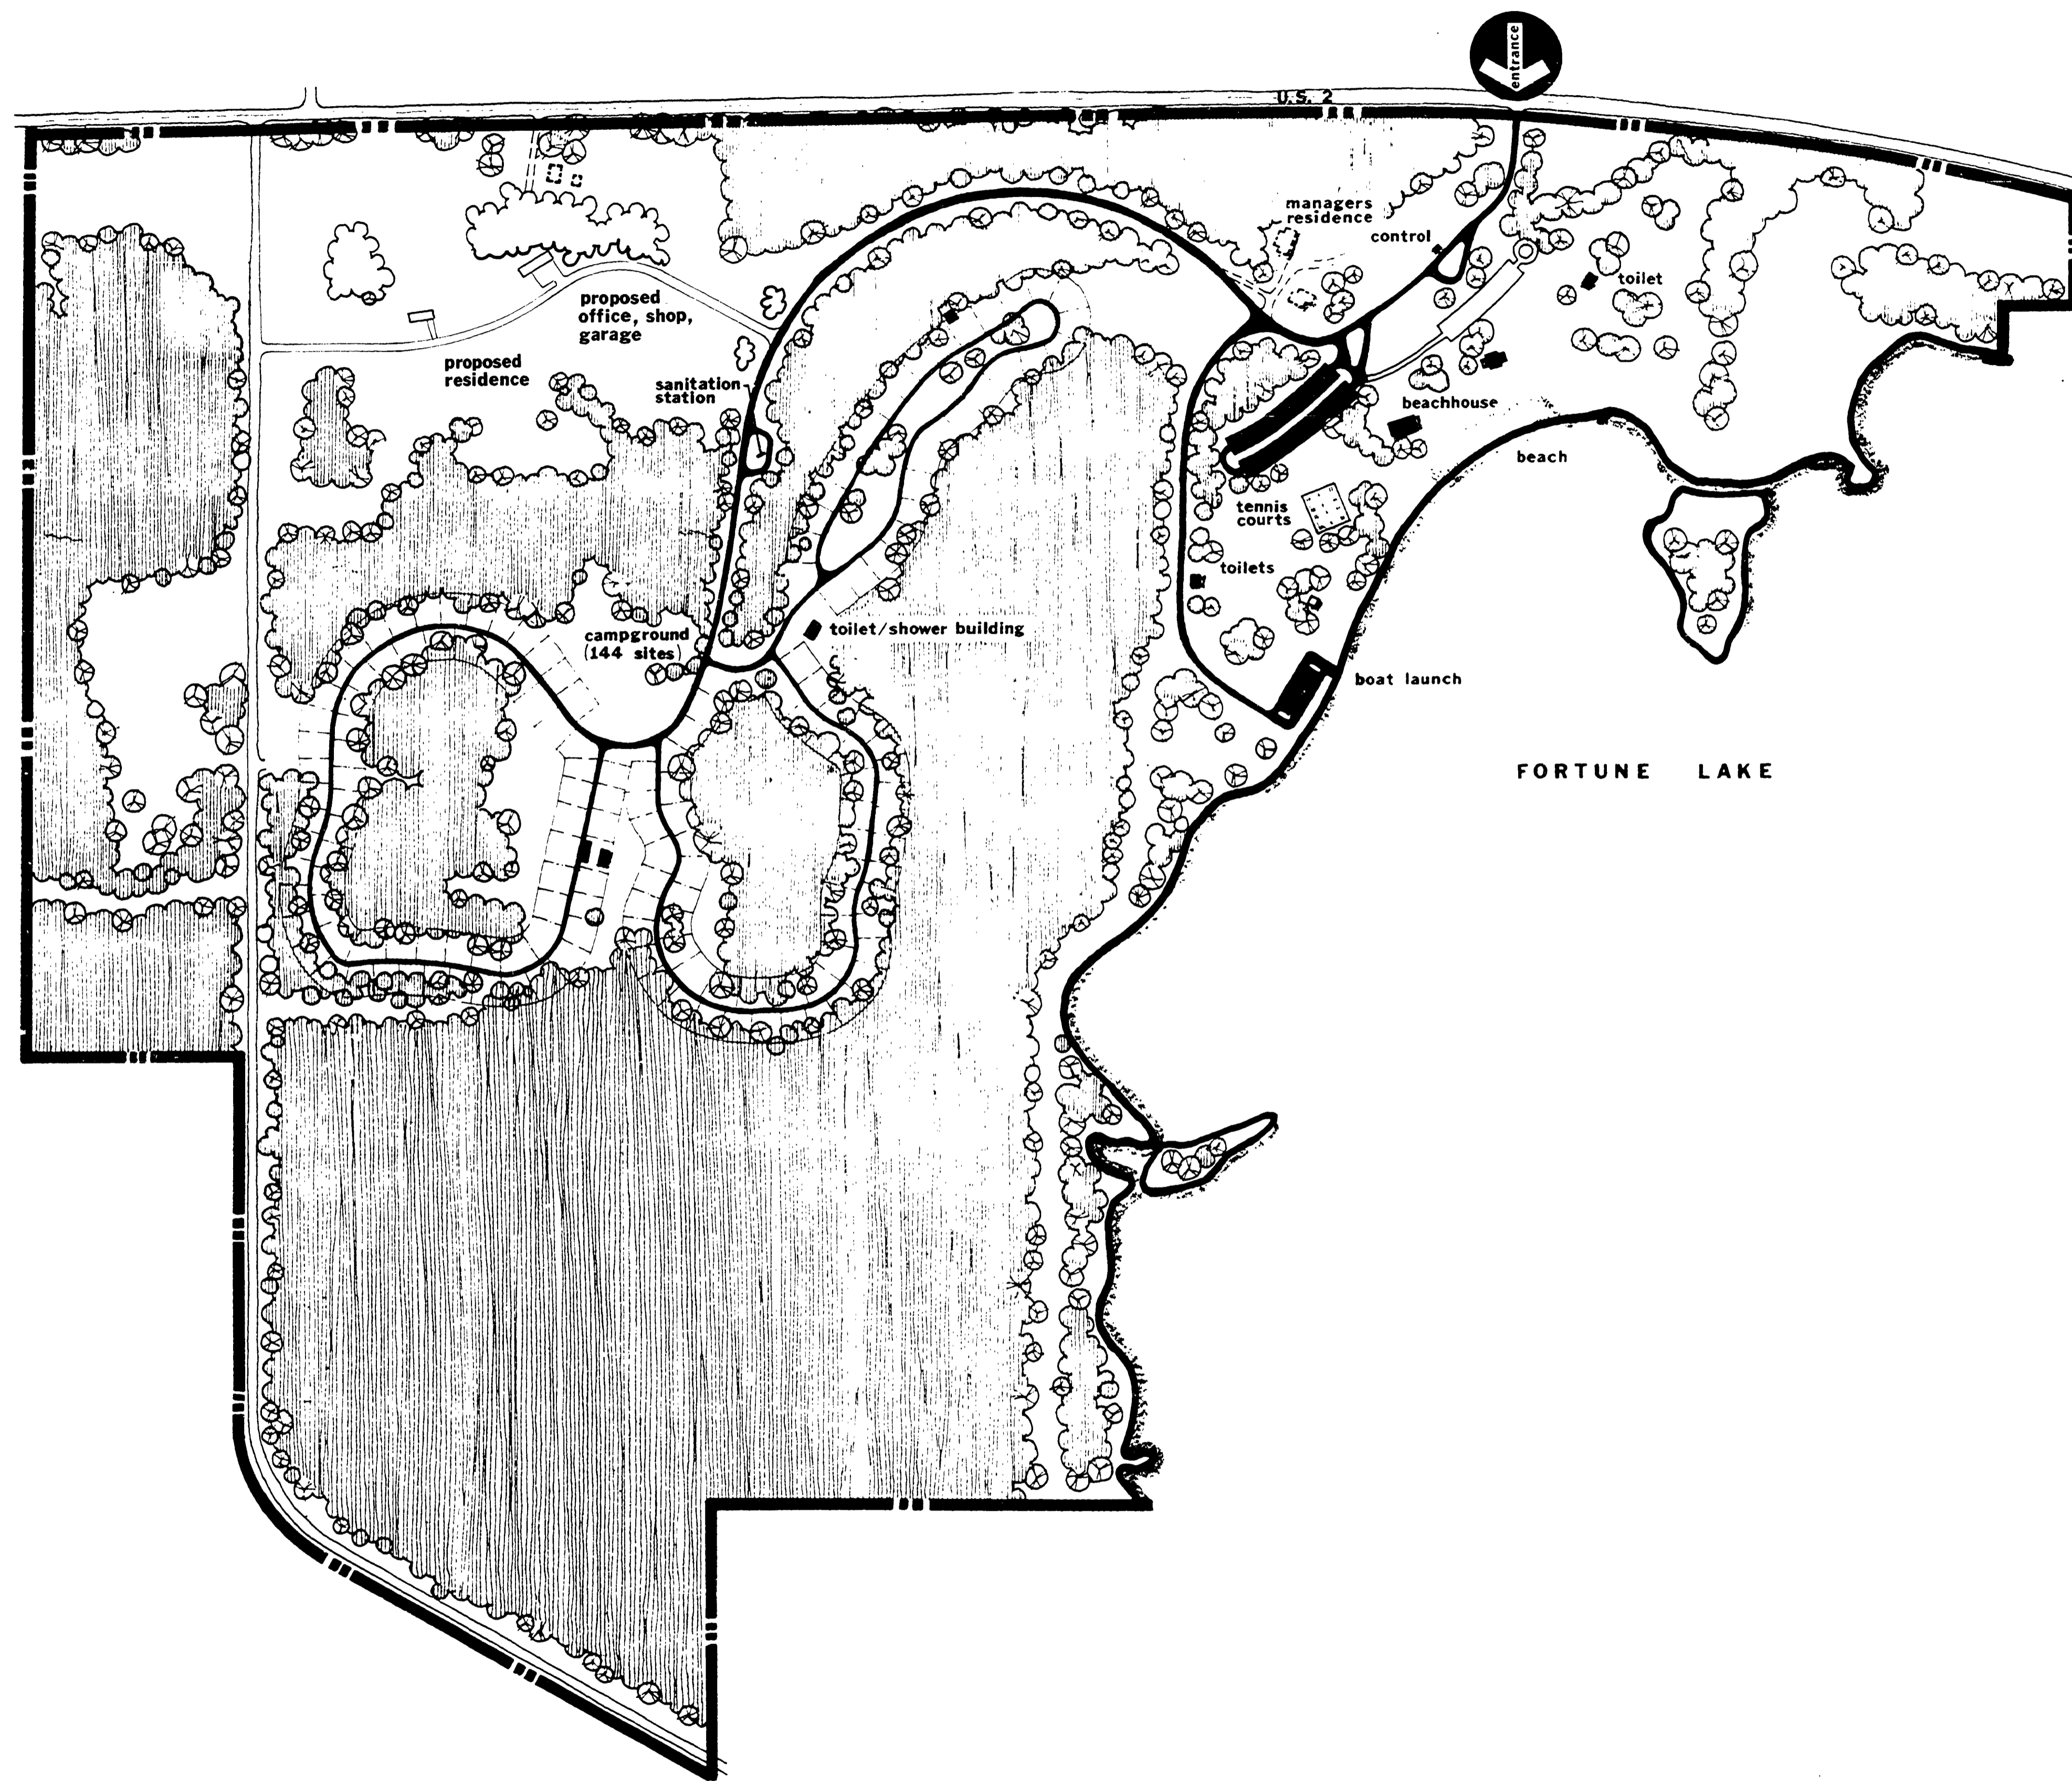 entrance
U.S. 2
managers
residence
control
toilet
proposed
office, shop,
garage
proposed
residence
sanitation
station
beachhouse
beach
tennis
courts
toilets
campground
(144 sites)
toilet/shower building
boat launch
FORTUNE LAKE